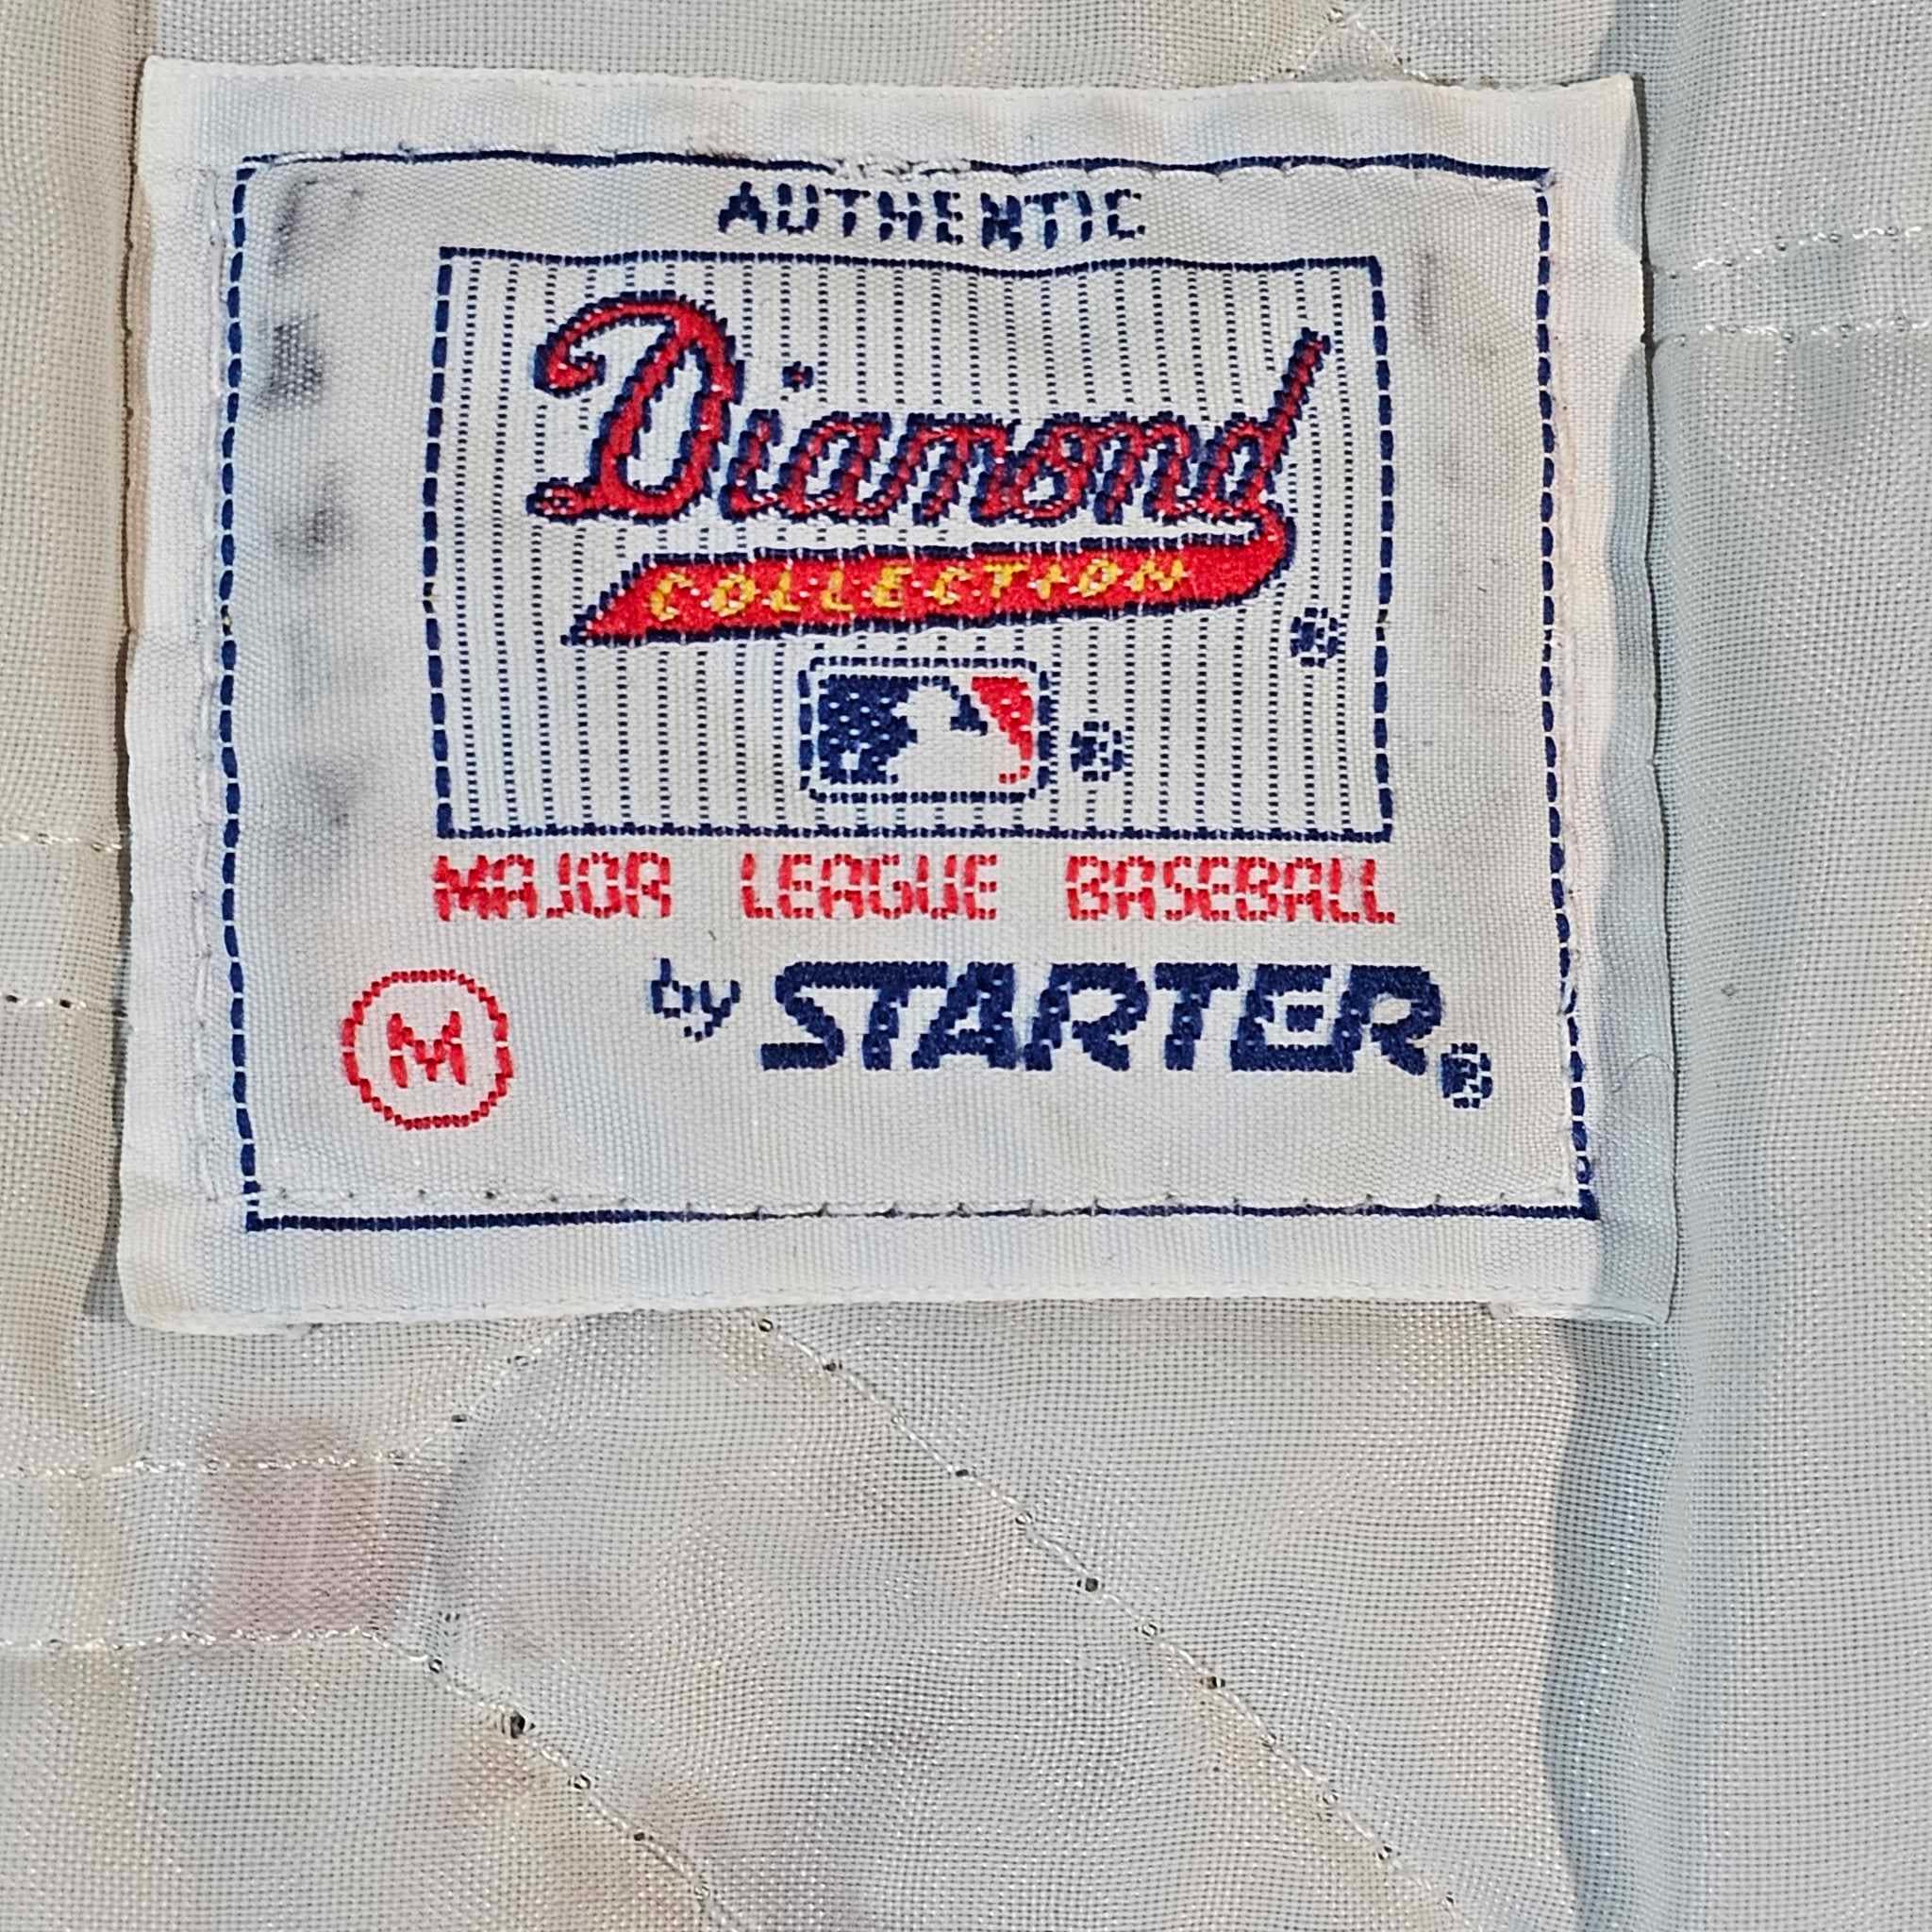 AUTHENTIC
Diamond
COLLECTION
®
®
MAJOR LEAGUE BASEBALL
M
by STARTER®